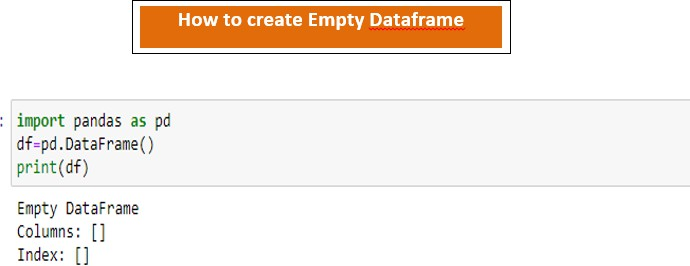 How to create Empty Dataframe
: import pandas as pd
df=pd.DataFrame()
print(df)
Empty DataFrame
Columns: []
Index: []